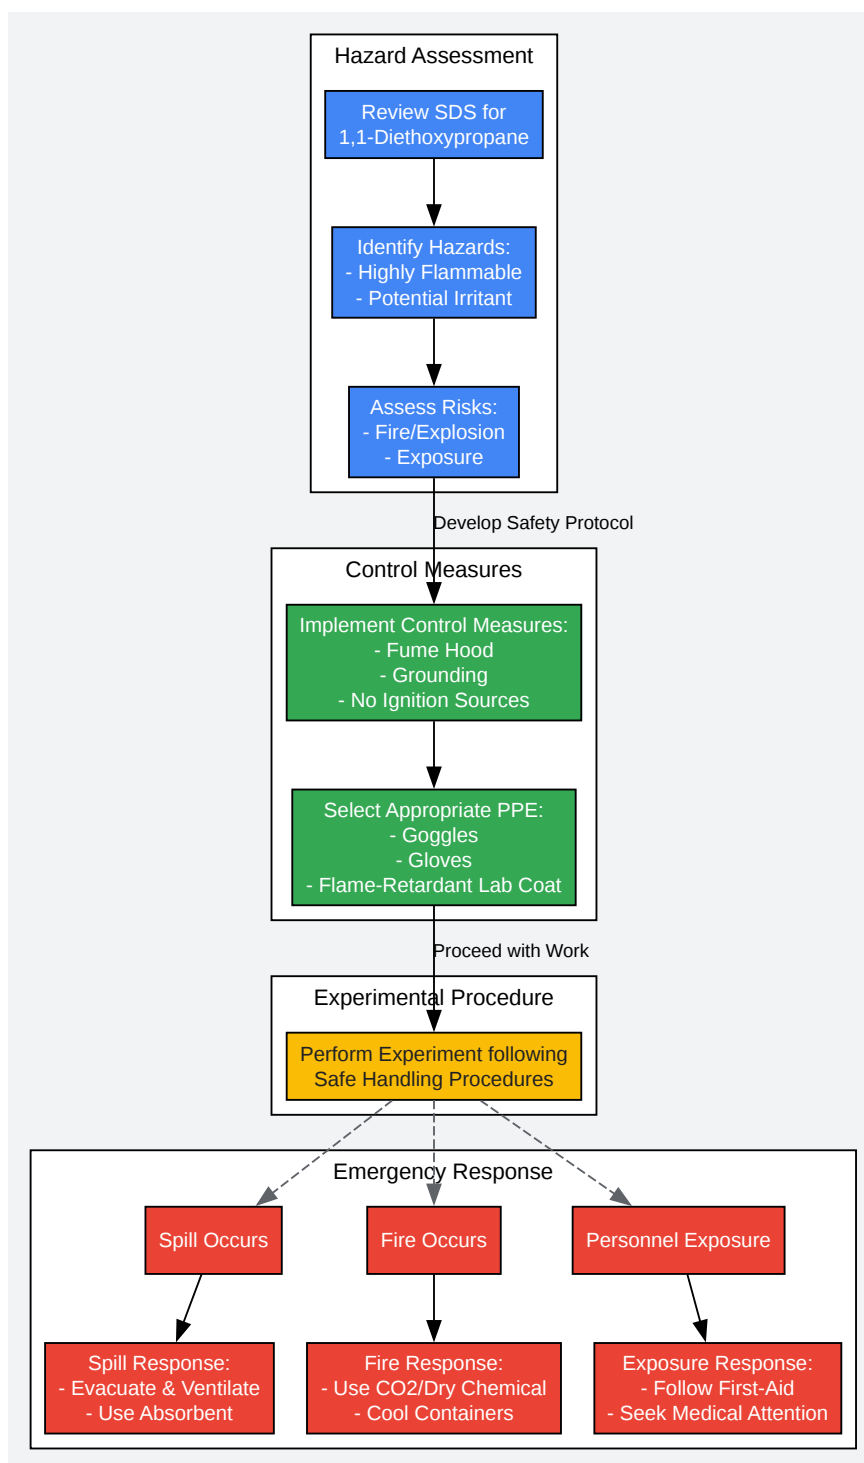 Hazard Assessment
Review SDS for
1,1-Diethoxypropane
Identify Hazards:
- Highly Flammable
- Potential Irritant
Assess Risks:
- Fire/Explosion
- Exposure
Develop Safety Protocol
Control Measures
Implement Control Measures:
- Fume Hood
- Grounding
- No Ignition Sources
Select Appropriate PPE:
- Goggles
- Gloves
- Flame-Retardant Lab Coat
Proceed with Work
Experimental Procedure
Perform Experiment following
Safe Handling Procedures
Emergency Response
Spill Occurs
Fire Occurs
Personnel Exposure
Spill Response:
- Evacuate & Ventilate
- Use Absorbent
Fire Response:
- Use CO2/Dry Chemical
- Cool Containers
Exposure Response:
- Follow First-Aid
- Seek Medical Attention